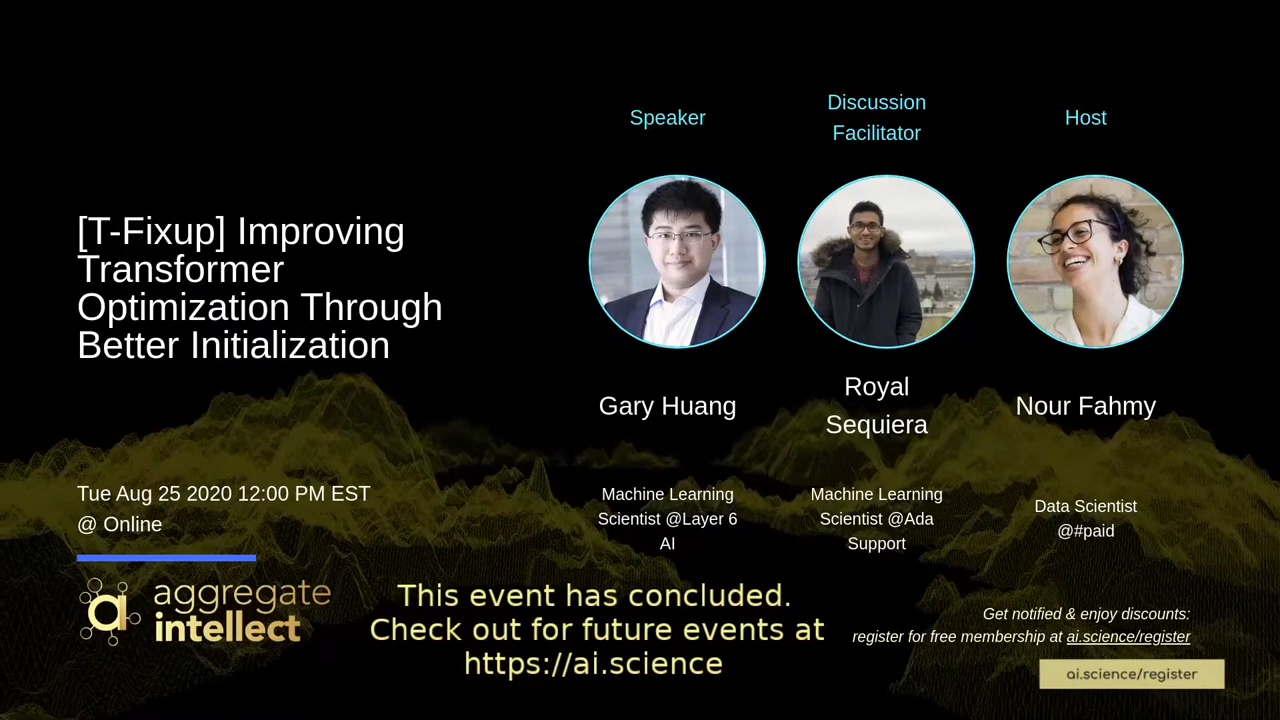 [T-Fixup] Improving
Transformer
Optimization Through
Better Initialization
Tue Aug 25 2020 12:00 PM EST
@ Online
Speaker
Gary Huang
Machine Learning
Scientist @Layer 6
AI
Discussion
Facilitator
Royal
Sequiera
Machine Learning
Scientist @Ada
Support
Host
Nour Fahmy
Data Scientist
@#paid
aggregate
intellect
This event has concluded.
Check out for future events at
https://ai.science
Get notified & enjoy discounts:
register for free membership at ai.science/register
ai.science/register